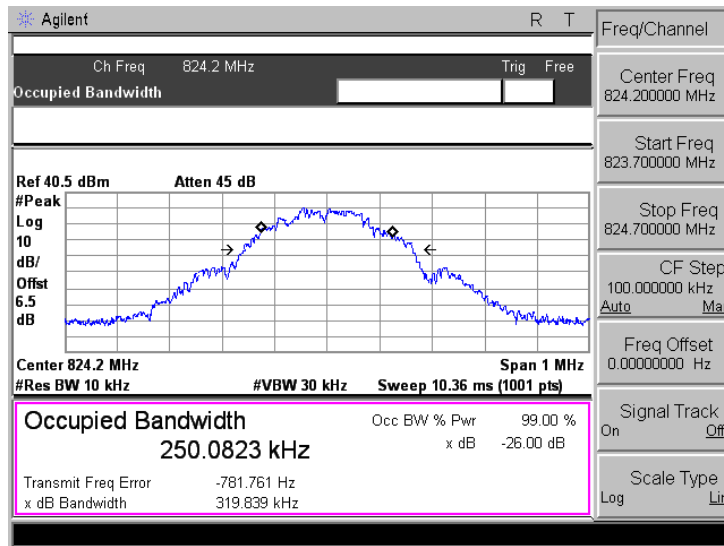 Agilent R T
Ch Freq 824.2 MHz Trig Free
Occupied Bandwidth
Ref 40.5 dBm Atten 45 dB
#Peak
Log
10
dB/
Offst
6.5
dB
Center 824.2 MHz Span 1 MHz
#Res BW 10 kHz #VBW 30 kHz Sweep 10.36 ms (1001 pts)
Occupied Bandwidth Occ BW % Pwr 99.00 %
250.0823 kHz x dB -26.00 dB
Transmit Freq Error -781.761 Hz
x dB Bandwidth 319.839 kHz
Freq/Channel
Center Freq
824.200000 MHz
Start Freq
823.700000 MHz
Stop Freq
824.700000 MHz
CF Step
100.000000 kHz
Auto Ma
Freq Offset
0.00000000 Hz
Signal Track
On Off
Scale Type
Log Lin